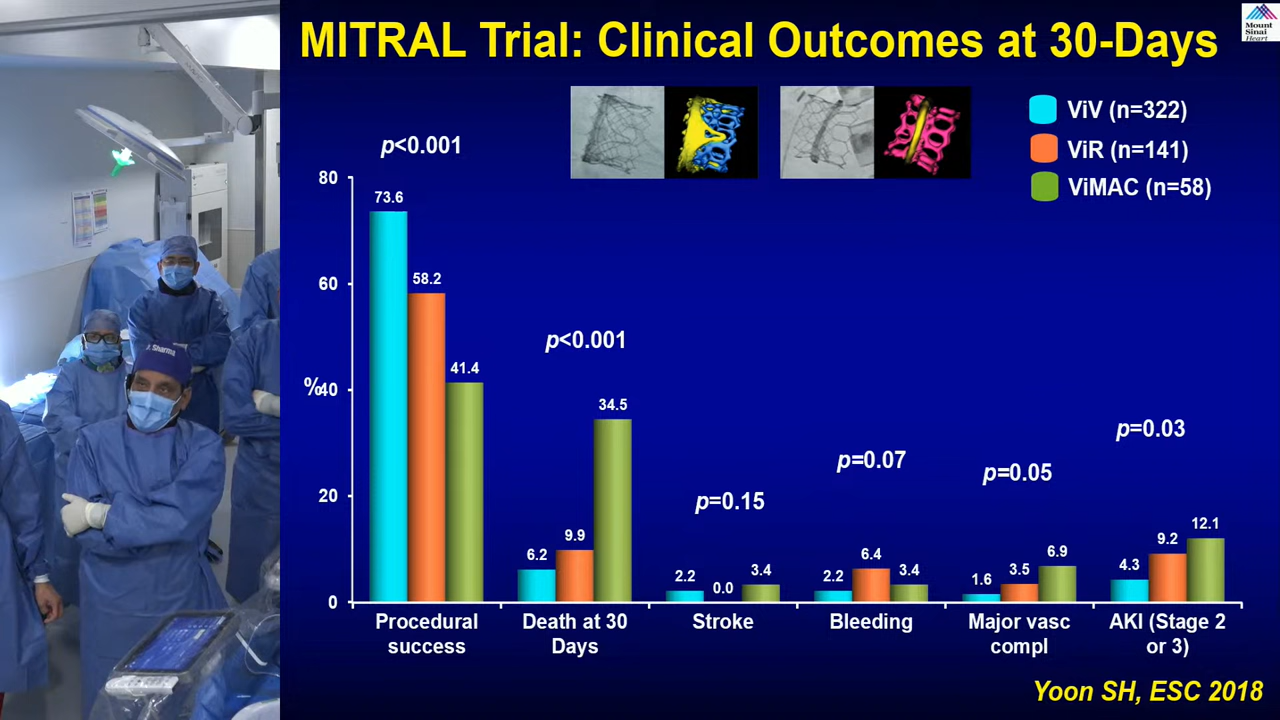 MITRAL Trial: Clinical Outcomes at 30-Days
Mount
Sinai
Heart
ViV (n=322)
ViR (n=141)
ViMAC (n=58)
p<0.001
p<0.001
p=0.15
p=0.07
p=0.05
p=0.03
%
80
60
40
20
0
73.6
58.2
41.4
6.2
9.9
34.5
2.2
0.0
3.4
2.2
6.4
3.4
1.6
3.5
6.9
4.3
9.2
12.1
Procedural
success
Death at 30
Days
Stroke
Bleeding
Major vasc
compl
AKI (Stage 2
or 3)
Yoon SH, ESC 2018
Sharma